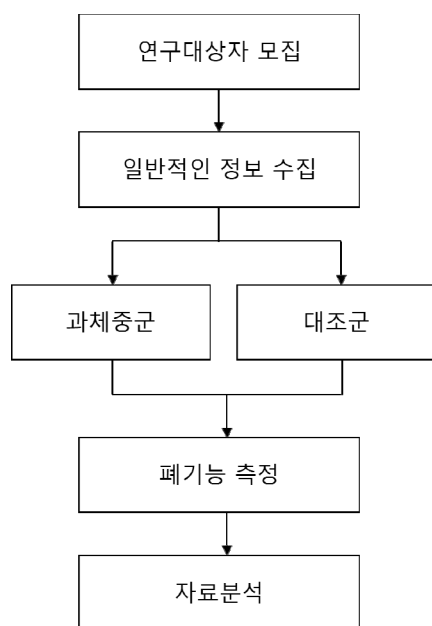 연구대상자 모집
일반적인 정보 수집
과체중군
대조군
폐기능 측정
자료분석